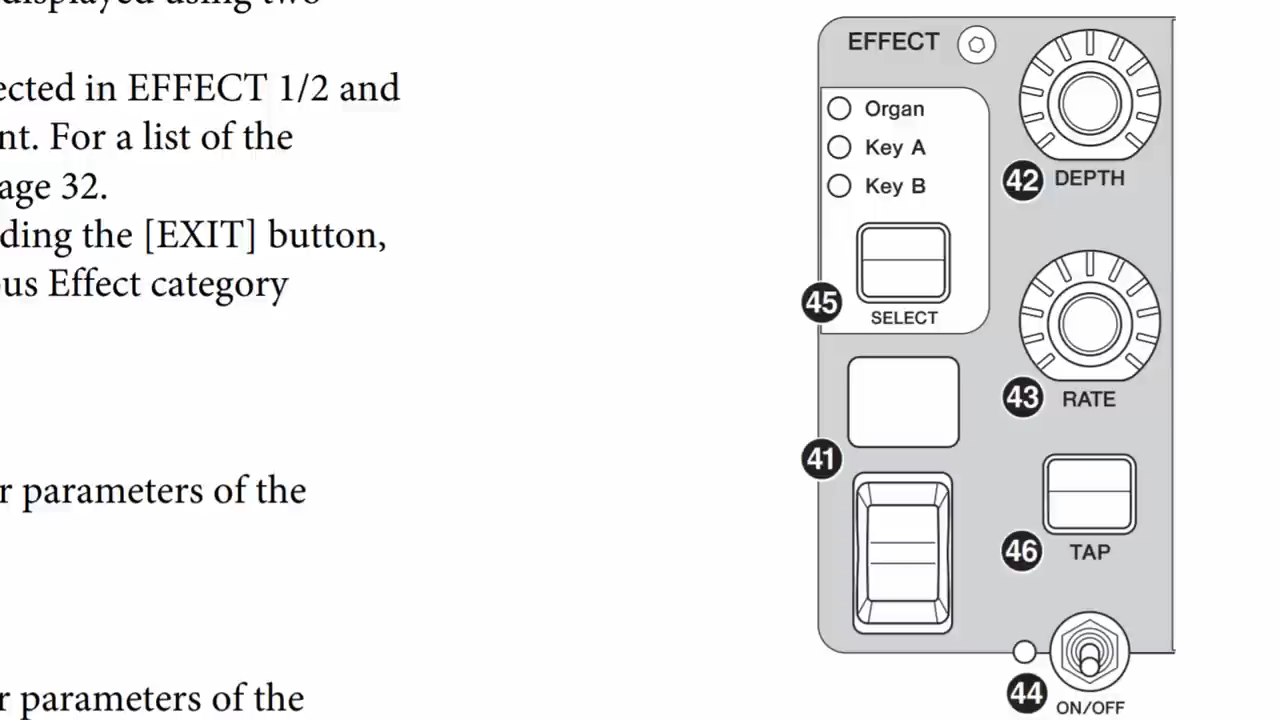 displayed using two
ected in EFFECT 1/2 and
nt. For a list of the
age 32.
ding the [EXIT] button,
ous Effect category
r parameters of the
r parameters of the
EFFECT
Organ
Key A
Key B
45
SELECT
41
42
DEPTH
43
RATE
46
TAP
44
ON/OFF